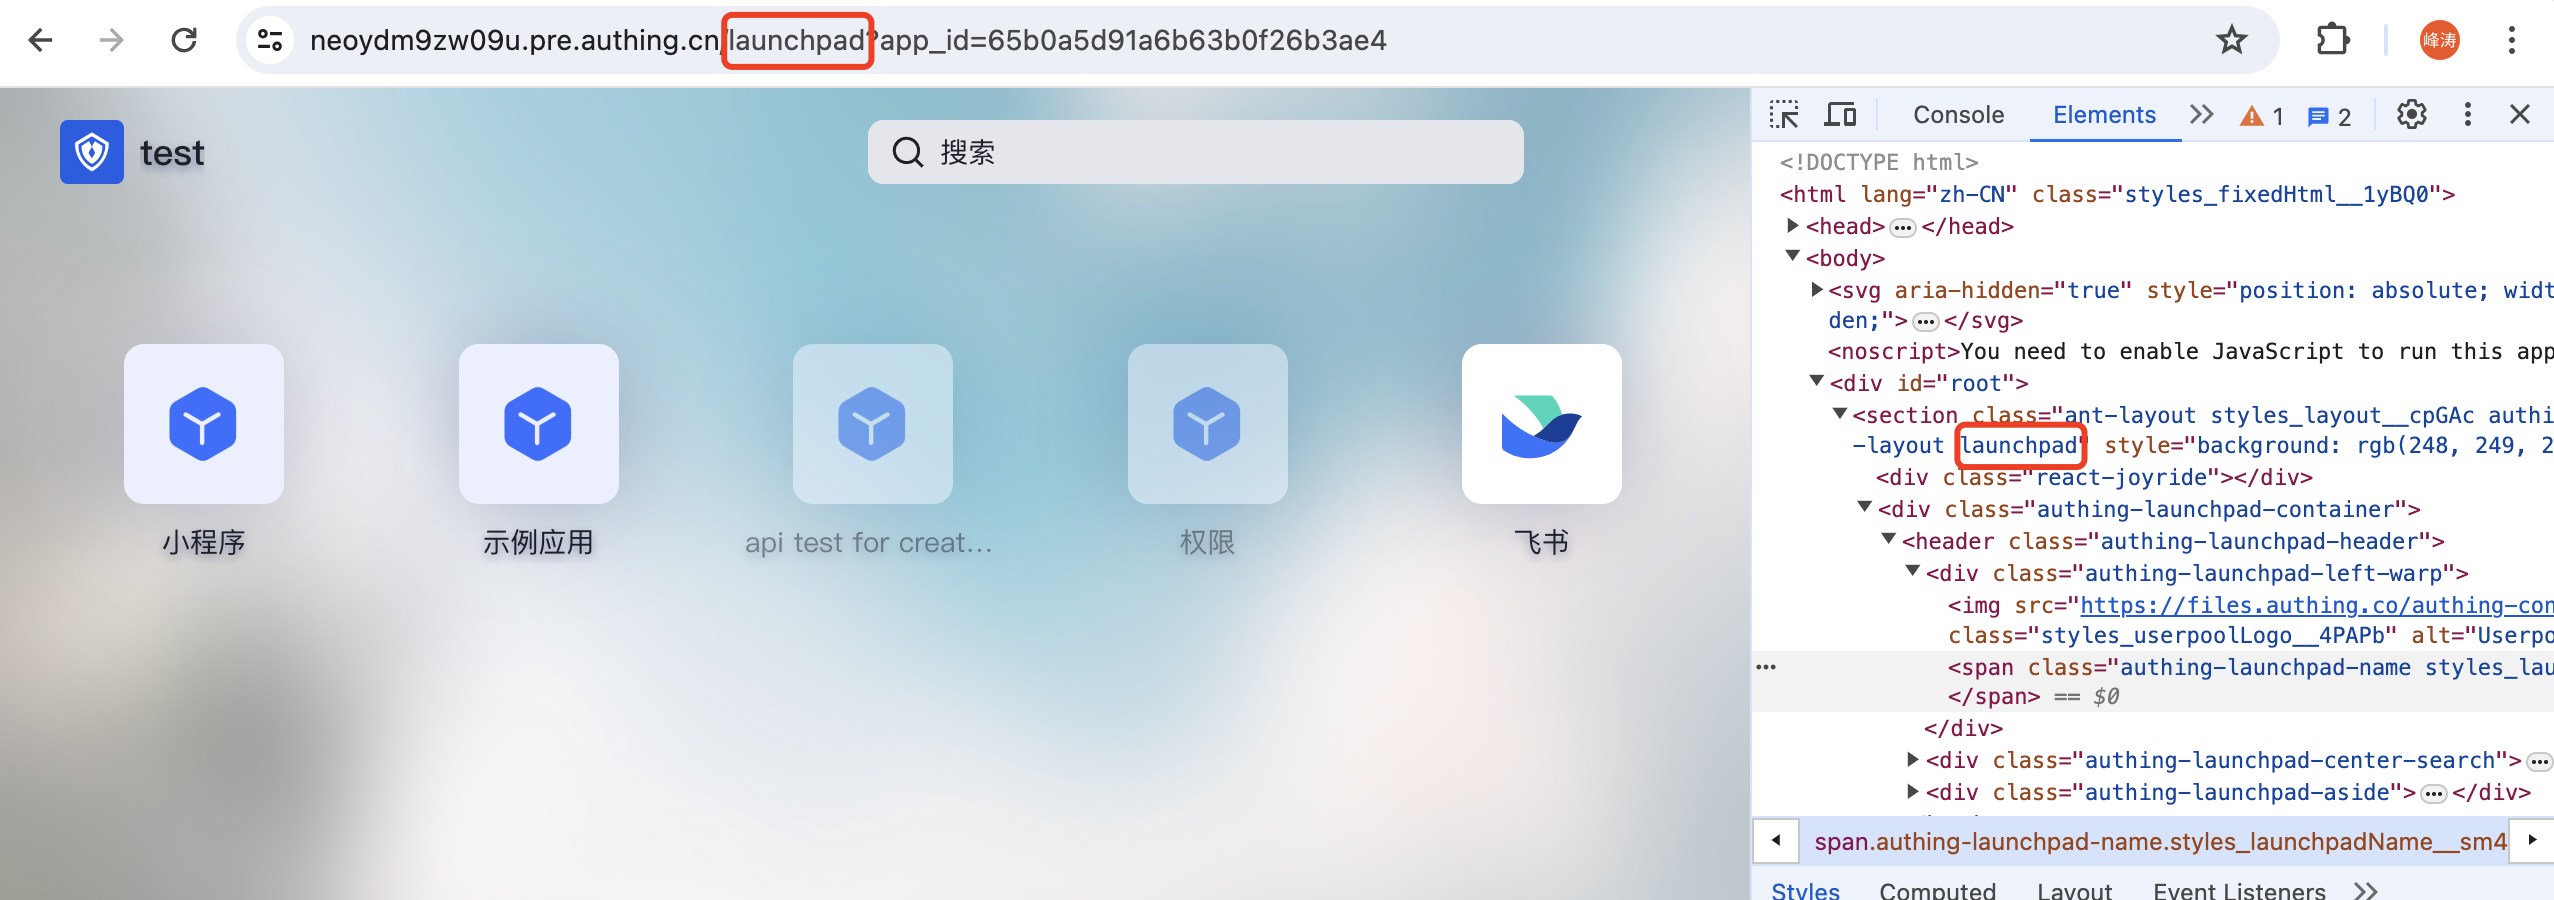 neoydm9zw09u.pre.authing.cn/launchpad?app_id=65b0a5d91a6b63b0f26b3ae4
峰涛
test
搜索
小程序
示例应用
api test for creat...
权限
飞书
Console
Elements
1
2
<!DOCTYPE html>
<html lang="zh-CN" class="styles_fixedHtml__1yBQ0">
<head>…</head>
<body>
<svg aria-hidden="true" style="position: absolute; widt
den;">…</svg>
<noscript>You need to enable JavaScript to run this app
<div id="root">
<section class="ant-layout styles_layout__cpGAc authi
-layout launchpad" style="background: rgb(248, 249, 2
<div class="react-joyride"></div>
<div class="authing-launchpad-container">
<header class="authing-launchpad-header">
<div class="authing-launchpad-left-warp">
<img src="https://files.authing.co/authing-con
class="styles_userpoolLogo__4PAPb" alt="Userpo
<span class="authing-launchpad-name styles_lau
</span> == $0
</div>
<div class="authing-launchpad-center-search">…
<div class="authing-launchpad-aside">…</div>
span.authing-launchpad-name.styles_launchpadName__sm4
Styles
Computed
Layout
Event Listeners